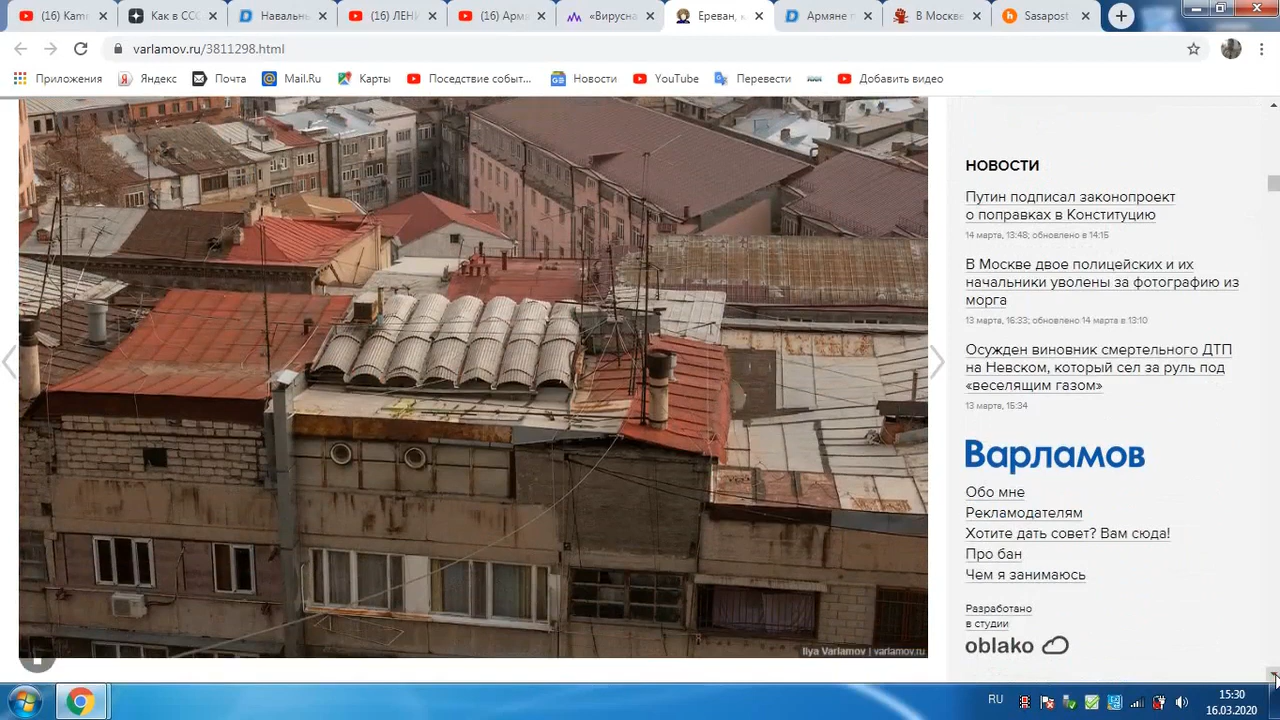 (16) Kam
Как в ССС
Навальны
(16) ЛЕН
(16) Арм
«Вирусна
Ереван, к
Армяне
В Москве
Sasapost
varlamov.ru/3811298.html
Приложения
Яндекс
Почта
Mail.Ru
Карты
Поседствие событ...
Новости
YouTube
Перевести
Добавить видео
НОВОСТИ
Путин подписал законопроект
о поправках в Конституцию
14 марта, 13:48; обновлено в 14:15
В Москве двое полицейских и их
начальники уволены за фотографию из
морга
13 марта, 16:33; обновлено 14 марта в 13:10
Осужден виновник смертельного ДТП
на Невском, который сел за руль под
«веселящим газом»
13 марта, 15:34
Варламов
Обо мне
Рекламодателям
Хотите дать совет? Вам сюда!
Про бан
Чем я занимаюсь
Разработано
в студии
oblako
Ilya Varlamov | varlamov.ru
RU
15:30
16.03.2020